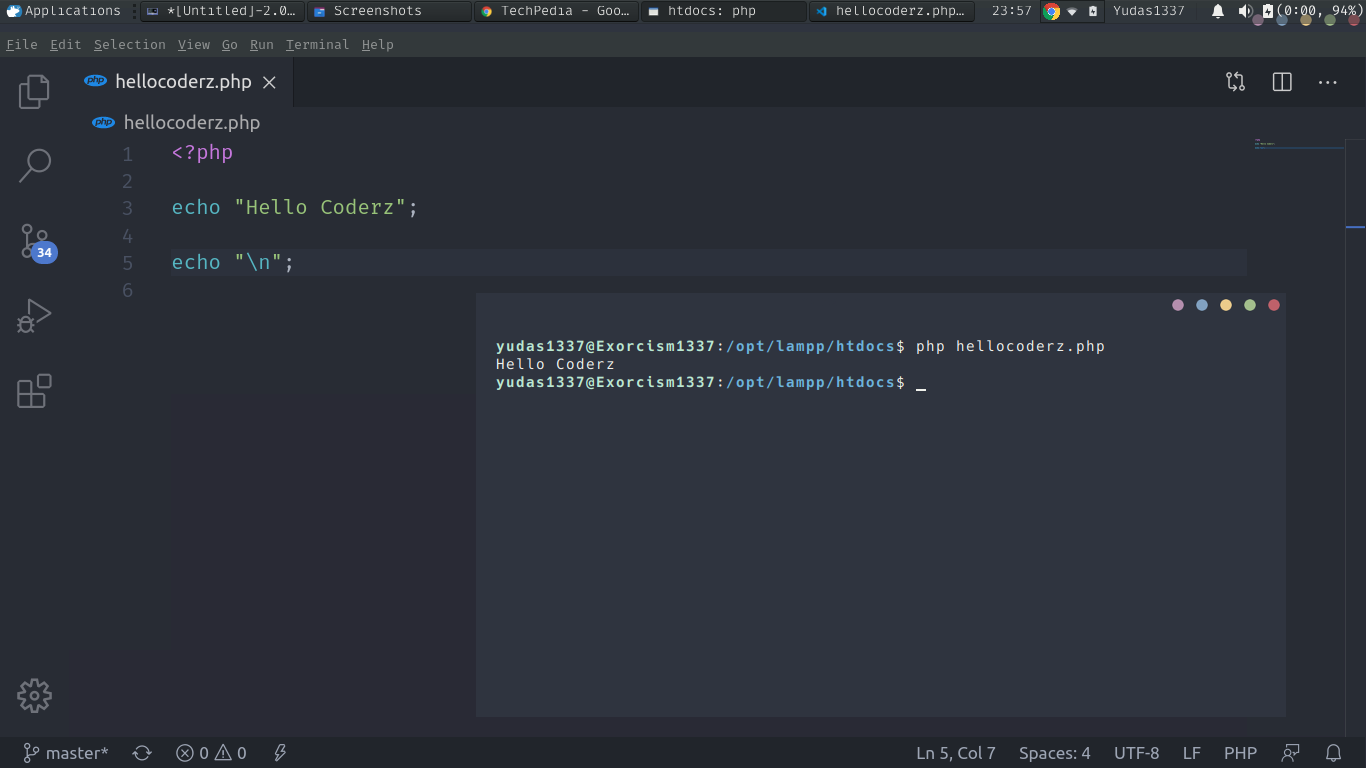 Applications *[Untitled]-2.0... Screenshots TechPedia - Goo... htdocs: php hellocoderz.php... 23:57 Yudas1337 (0:00, 94%)
File Edit Selection View Go Run Terminal Help
php hellocoderz.php
php hellocoderz.php
1 <?php
2
3 echo "Hello Coderz";
4
5 echo "\n";
6
34
yudas1337@Exorcism1337:/opt/lampp/htdocs$ php hellocoderz.php
Hello Coderz
yudas1337@Exorcism1337:/opt/lampp/htdocs$ _
master* 0 0 Ln 5, Col 7 Spaces: 4 UTF-8 LF PHP